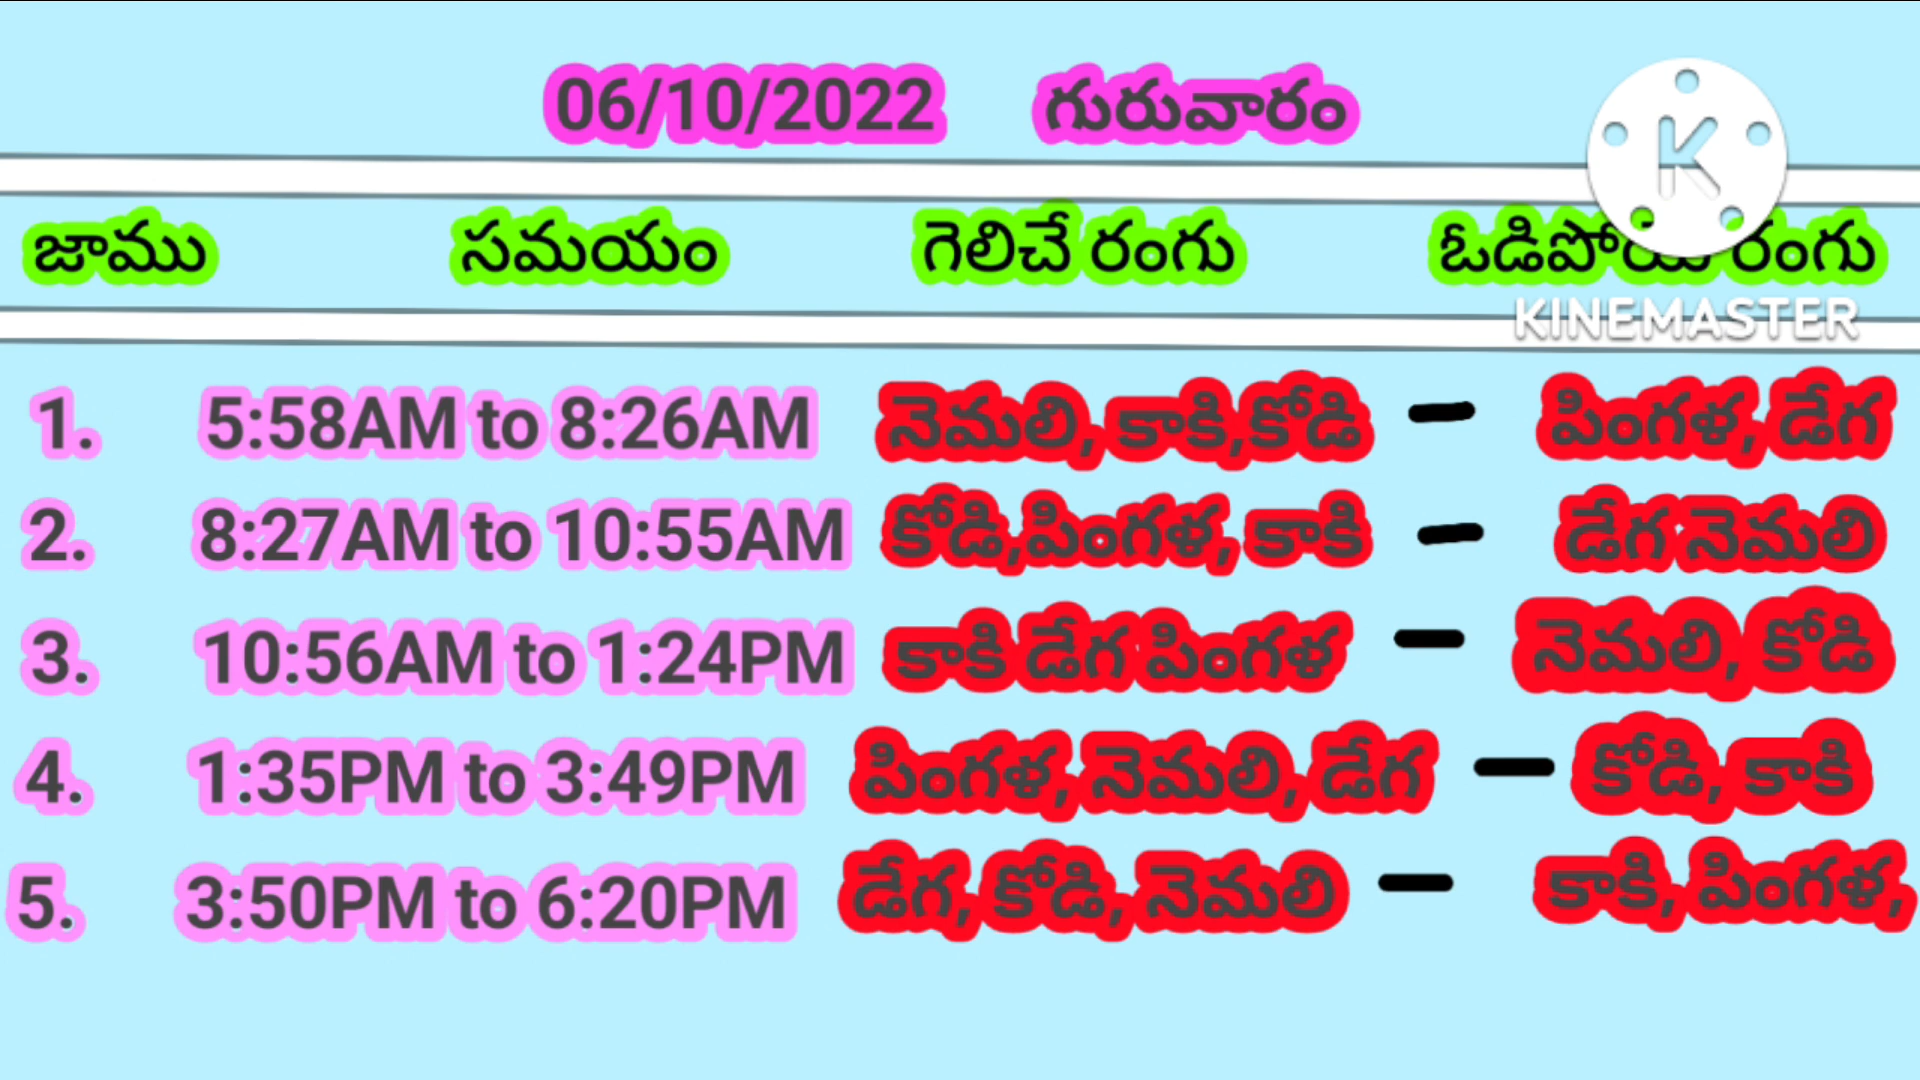 06/10/2022 గురువారం
జాము సమయం గెలిచే రంగు రంగు
KINEMASTER
1. 5:58AM to 8:26AM నెమలి, కాకి,కోడి - పింగళ, డేగ
2. 8:27AM to 10:55AM కోడి,పింగళ, కాకి - డేగ నెమలి
3. 10:56AM to 1:24PM కాకి డేగ పింగళ - నెమలి, కోడి
4. 1:35PM to 3:49PM పింగళ, నెమలి, డేగ - కోడి, కాకి
5. 3:50PM to 6:20PM డేగ, కోడి, నెమలి - కాకి, పింగళ,